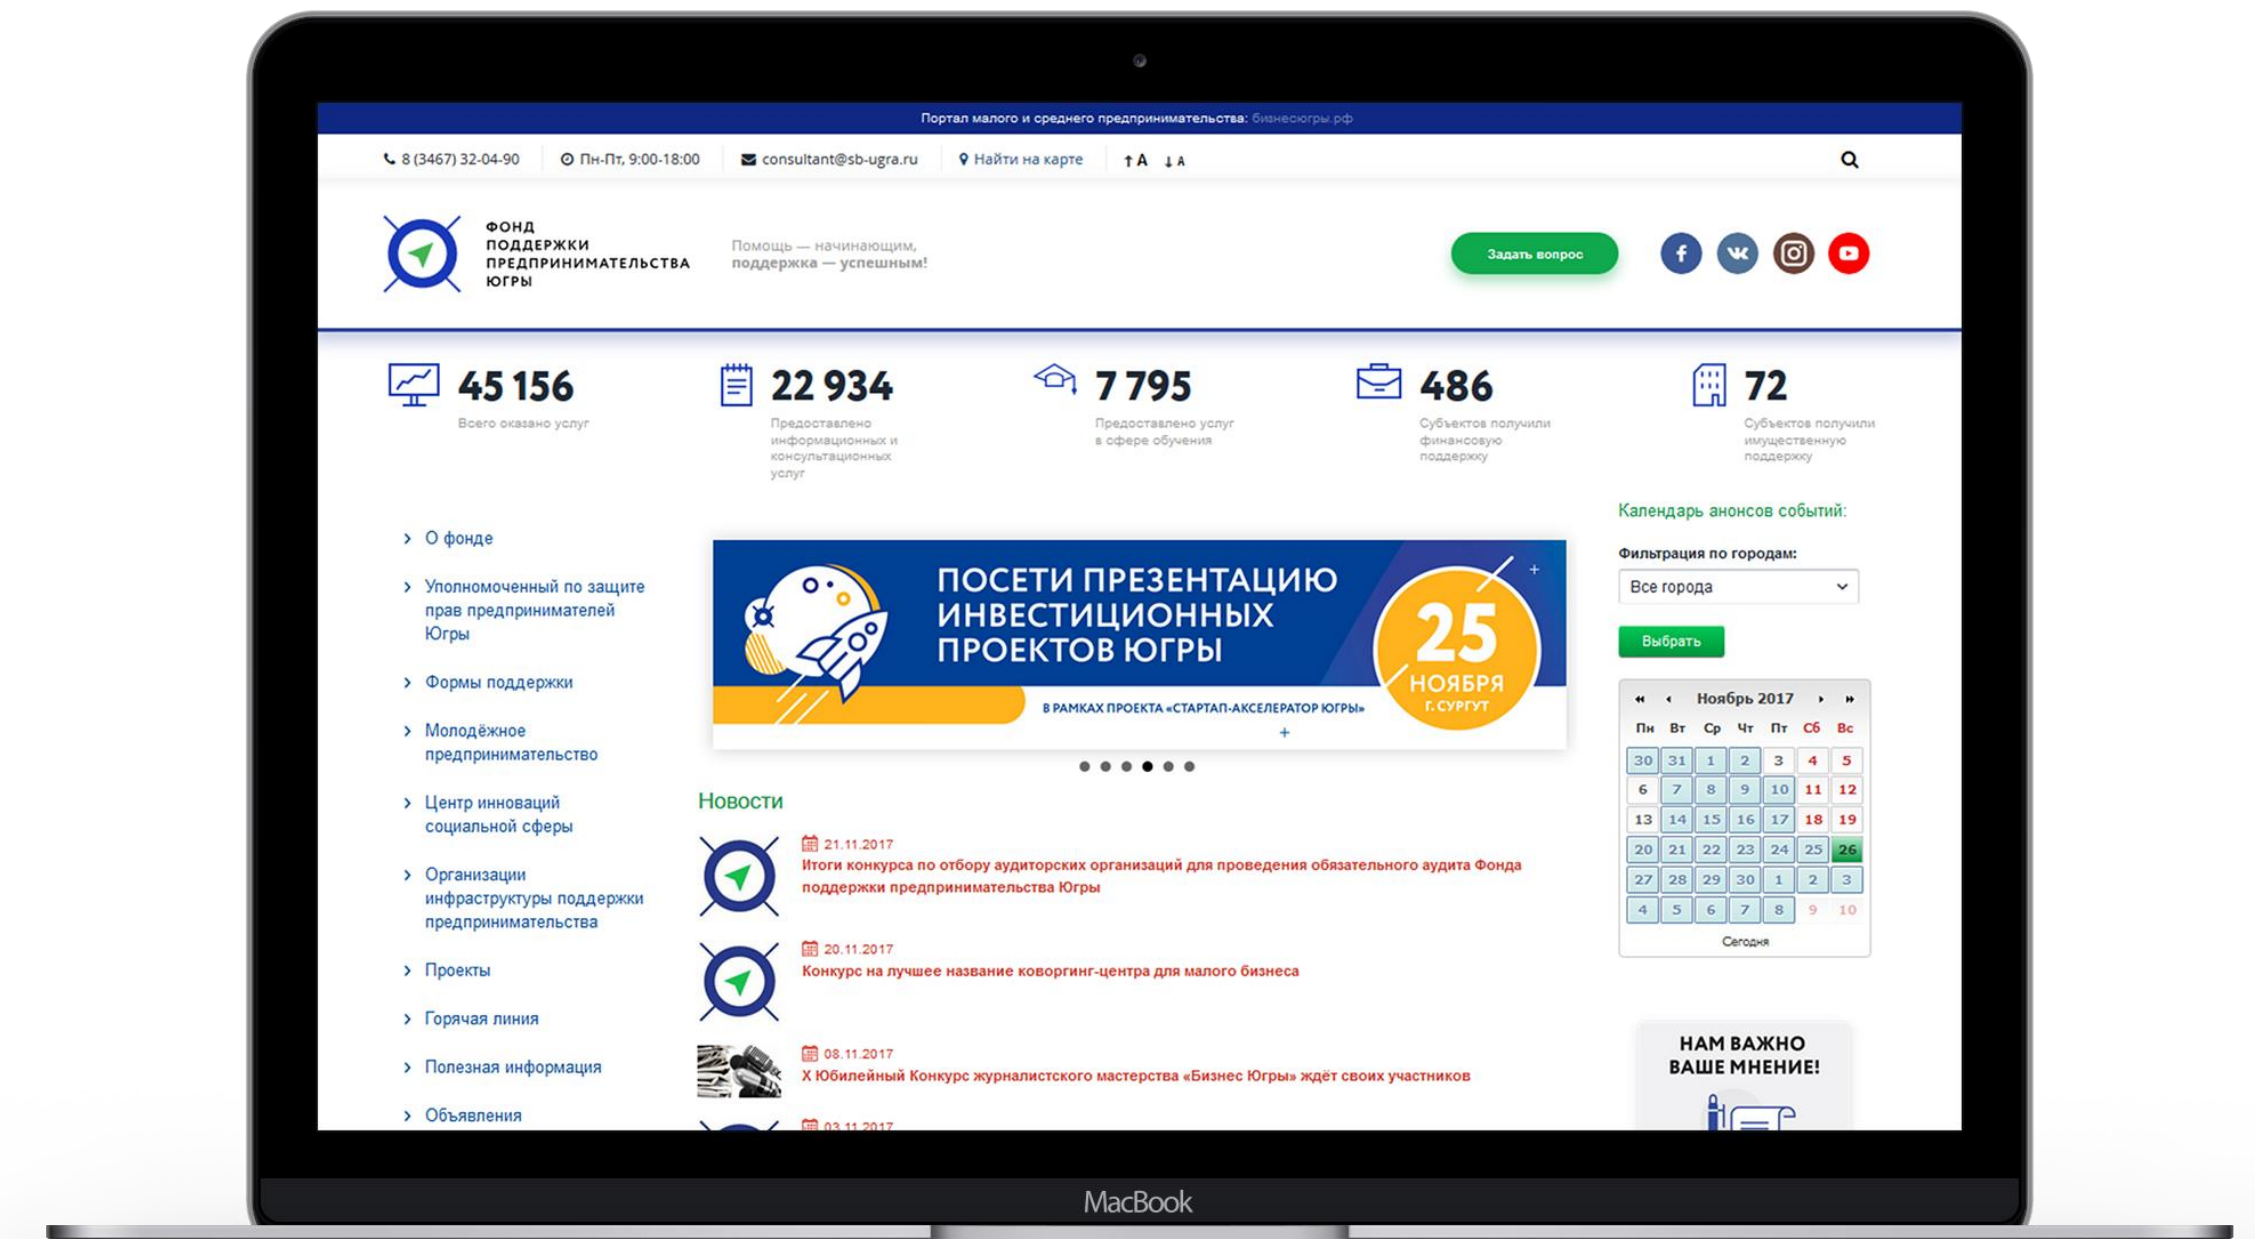 Портал малого и среднего предпринимательства: бизнесюгры.рф
8 (3467) 32-04-90
Пн-Пт, 9:00-18:00
consultant@sb-ugra.ru
Найти на карте
↑A ↓A
ФОНД
ПОДДЕРЖКИ
ПРЕДПРИНИМАТЕЛЬСТВА
ЮГРЫ
Помощь — начинающим,
поддержка — успешным!
Задать вопрос
45 156
Всего оказано услуг
22 934
Предоставлено
информационных и
консультационных
услуг
7 795
Предоставлено услуг
в сфере обучения
486
Субъектов получили
финансовую
поддержку
72
Субъектов получили
имущественную
поддержку
О фонде
Уполномоченный по защите
прав предпринимателей
Югры
Формы поддержки
Молодёжное
предпринимательство
Центр инноваций
социальной сферы
Организации
инфраструктуры поддержки
предпринимательства
Проекты
Горячая линия
Полезная информация
Объявления
ПОСЕТИ ПРЕЗЕНТАЦИЮ
ИНВЕСТИЦИОННЫХ
ПРОЕКТОВ ЮГРЫ
В РАМКАХ ПРОЕКТА «СТАРТАП-АКСЕЛЕРАТОР ЮГРЫ»
25
НОЯБРЯ
Г. СУРГУТ
Новости
21.11.2017
Итоги конкурса по отбору аудиторских организаций для проведения обязательного аудита Фонда
поддержки предпринимательства Югры
20.11.2017
Конкурс на лучшее название коворгинг-центра для малого бизнеса
08.11.2017
X Юбилейный Конкурс журналистского мастерства «Бизнес Югры» ждёт своих участников
03.11.2017
Календарь анонсов событий:
Фильтрация по городам:
Все города
Выбрать
Ноябрь 2017
Пн Вт Ср Чт Пт Сб Вс
30 31 1 2 3 4 5
6 7 8 9 10 11 12
13 14 15 16 17 18 19
20 21 22 23 24 25 26
27 28 29 30 1 2 3
4 5 6 7 8 9 10
Сегодня
НАМ ВАЖНО
ВАШЕ МНЕНИЕ!
MacBook